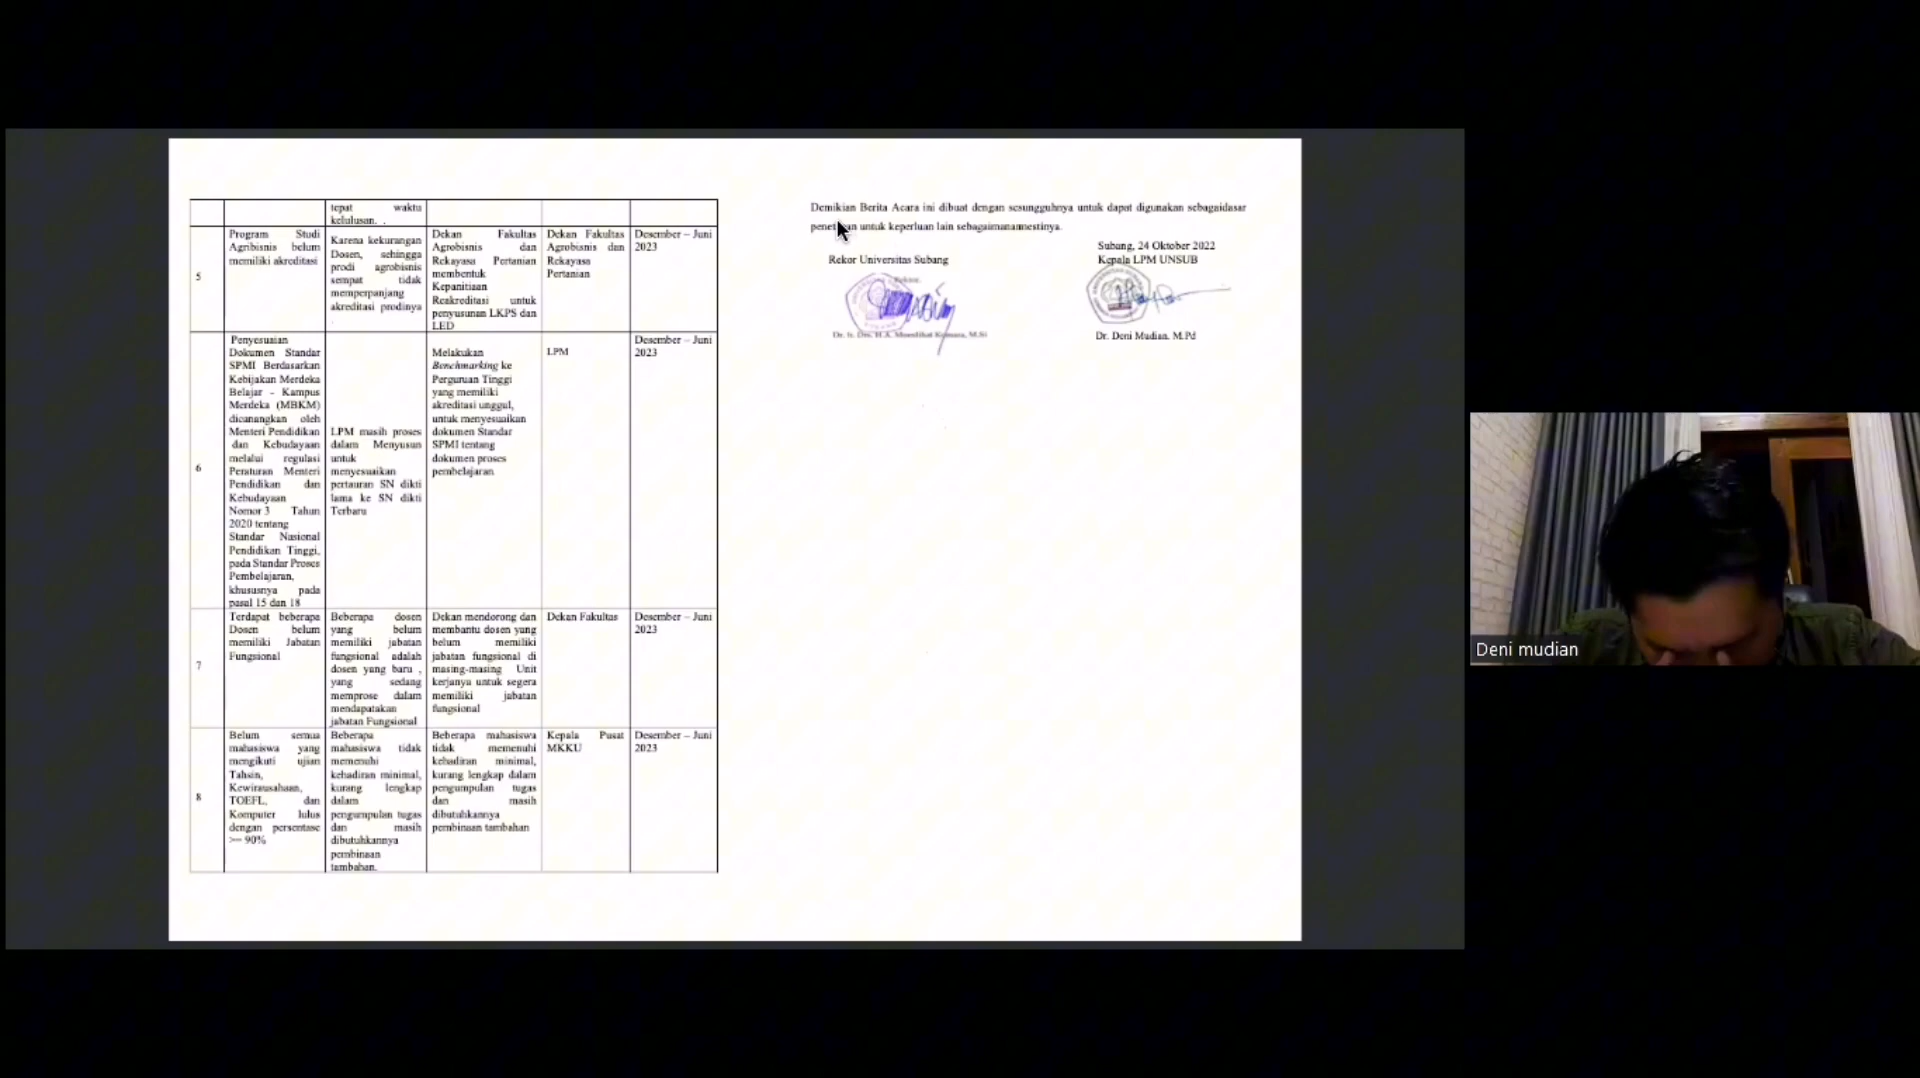 tepat waktu
kelulusan. .
5
Program Studi
Agribisnis belum
memiliki akreditasi
Karena kekurangan
Dosen, sehingga
prodi agrobisnis
sempat tidak
memperpanjang
akreditasi prodinya
Dekan Fakultas
Agrobisnis dan
Rekayasa Pertanian
membentuk
Kepanitiaan
Reakreditasi untuk
penyusunan LKPS dan
LED
Dekan Fakultas
Agrobisnis dan
Rekayasa
Pertanian
Desember – Juni
2023
6
Penyesuaian
Dokumen Standar
SPMI Berdasarkan
Kebijakan Merdeka
Belajar - Kampus
Merdeka (MBKM)
dicanangkan oleh
Menteri Pendidikan
dan Kebudayaan
melalui regulasi
Peraturan Menteri
Pendidikan dan
Kebudayaan
Nomor 3 Tahun
2020 tentang
Standar Nasional
Pendidikan Tinggi,
pada Standar Proses
Pembelajaran,
khususnya pada
pasal 15 dan 18
LPM masih proses
dalam Menyusun
untuk
menyesuaikan
pertauran SN dikti
lama ke SN dikti
Terbaru
Melakukan
Benchmarking ke
Perguruan Tinggi
yang memiliki
akreditasi unggul,
untuk menyesuaikan
dokumen Standar
SPMI tentang
dokumen proses
pembelajaran
LPM
Desember – Juni
2023
7
Terdapat beberapa
Dosen belum
memiliki Jabatan
Fungsional
Beberapa dosen
yang belum
memiliki jabatan
fungsional adalah
dosen yang baru ,
yang sedang
memprose dalam
mendapatakan
jabatan Fungsional
Dekan mendorong dan
membantu dosen yang
belum memiliki
jabatan fungsional di
masing-masing Unit
kerjanya untuk segera
memiliki jabatan
fungsional
Dekan Fakultas
Desember – Juni
2023
8
Belum semua
mahasiswa yang
mengikuti ujian
Tahsin,
Kewirausahaan,
TOEFL, dan
Komputer lulus
dengan persentase
>= 90%
Beberapa
mahasiswa tidak
memenuhi
kehadiran minimal,
kurang lengkap
dalam
pengumpulan tugas
dan masih
dibutuhkannya
pembinaan
tambahan.
Beberapa mahasiswa
tidak memenuhi
kehadiran minimal,
kurang lengkap dalam
pengumpulan tugas
dan masih
dibutuhkannya
pembinaan tambahan
Kepala Pusat
MKKU
Desember – Juni
2023
Demikian Berita Acara ini dibuat dengan sesungguhnya untuk dapat digunakan sebagaidasar
untuk keperluan lain sebagaimanamestinya.
Subang, 24 Oktober 2022
Rekor Universitas Subang
Kepala LPM UNSUB
Rektor,
Dr. Deni Mudian, M.Pd
Deni mudian